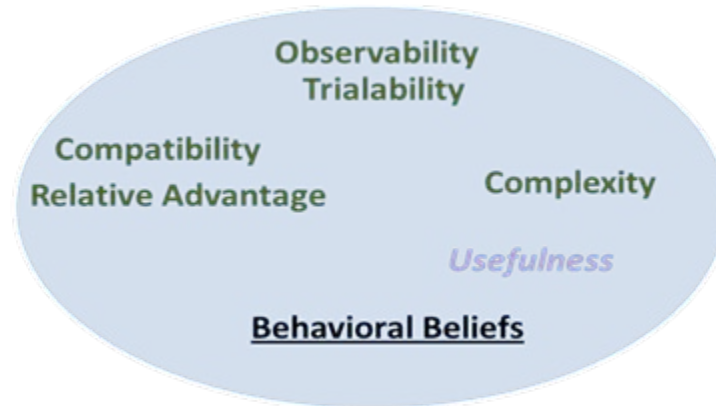 Observability
Trialability
Compatibility
Complexity
Relative Advantage
Usefulness
Behavioral Beliefs